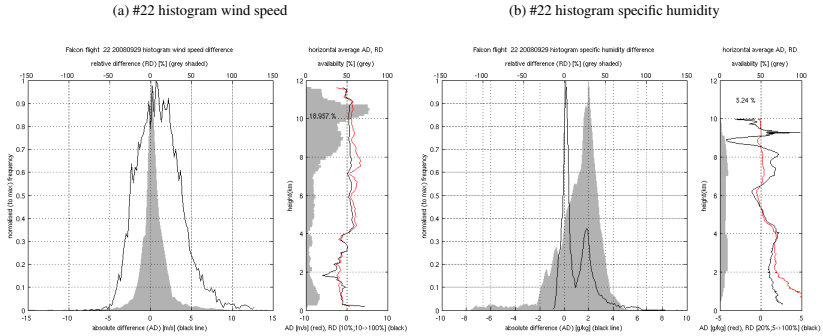 (a) #22 histogram wind speed
(b) #22 histogram specific humidity
Falcon flight 22 20080929 histogram wind speed difference
relative difference (RD) [%] (grey shaded)
-150 -100 -50 0 50 100 150
normalised (to max) frequency
1
0.9
0.8
0.7
0.6
0.5
0.4
0.3
0.2
0.1
0
-15 -10 -5 0 5 10 15
absolute difference (AD) [m/s] (black line)
horizontal average AD, RD
availability [%] (grey)
0 50 100
height(km)
12
10
8
6
4
2
0
18.957 %
-10 -5 0 5 10
AD [m/s] (red), RD [10%,10->100%] (black.)
Falcon flight 22 20080929 histogram specific humidity difference
relative difference (RD) [%] (grey shaded)
-150 -100 -50 0 50 100 150
normalised (to max) frequency
1
0.9
0.8
0.7
0.6
0.5
0.4
0.3
0.2
0.1
0
-10 -8 -6 -4 -2 0 2 4 6 8 10
absolute difference (AD) [g/kg] (black line)
horizontal average AD, RD
availability [%] (grey)
0 50 100
height(km)
12
10
8
6
4
2
0
5.24 %
-5 0 5